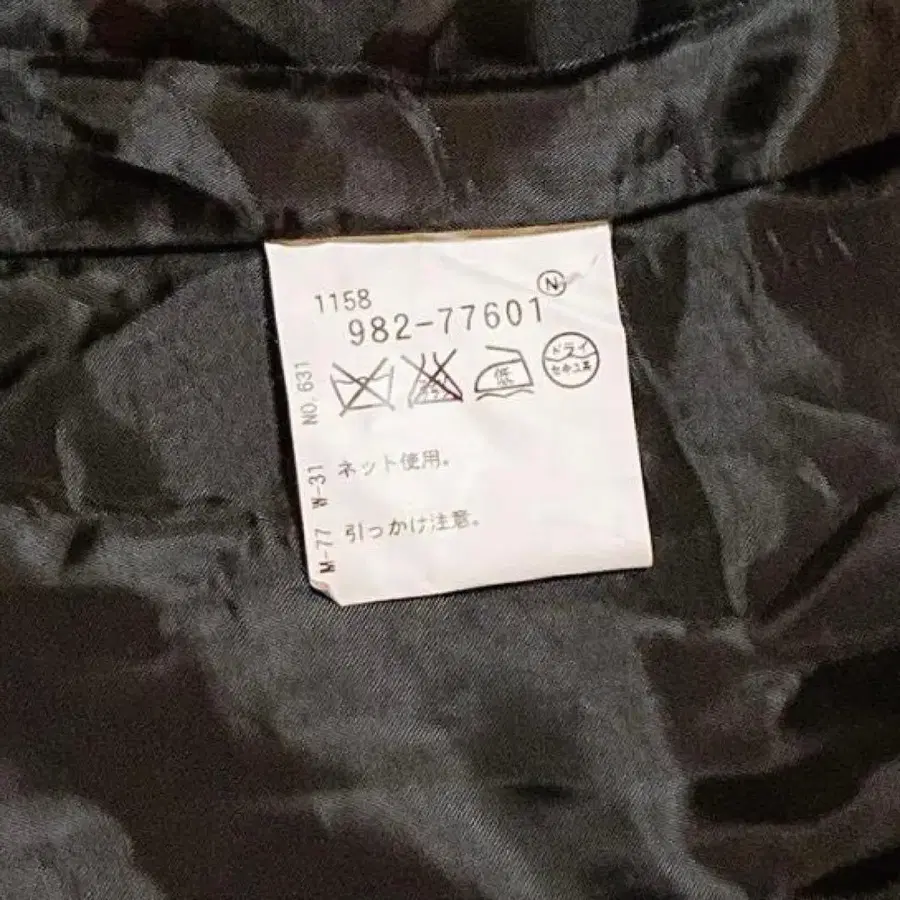 1158
N
982-77601
低
ドライ
セキユ系
ネット使用。
引っかけ注意。
NO.631
M-77 W-31